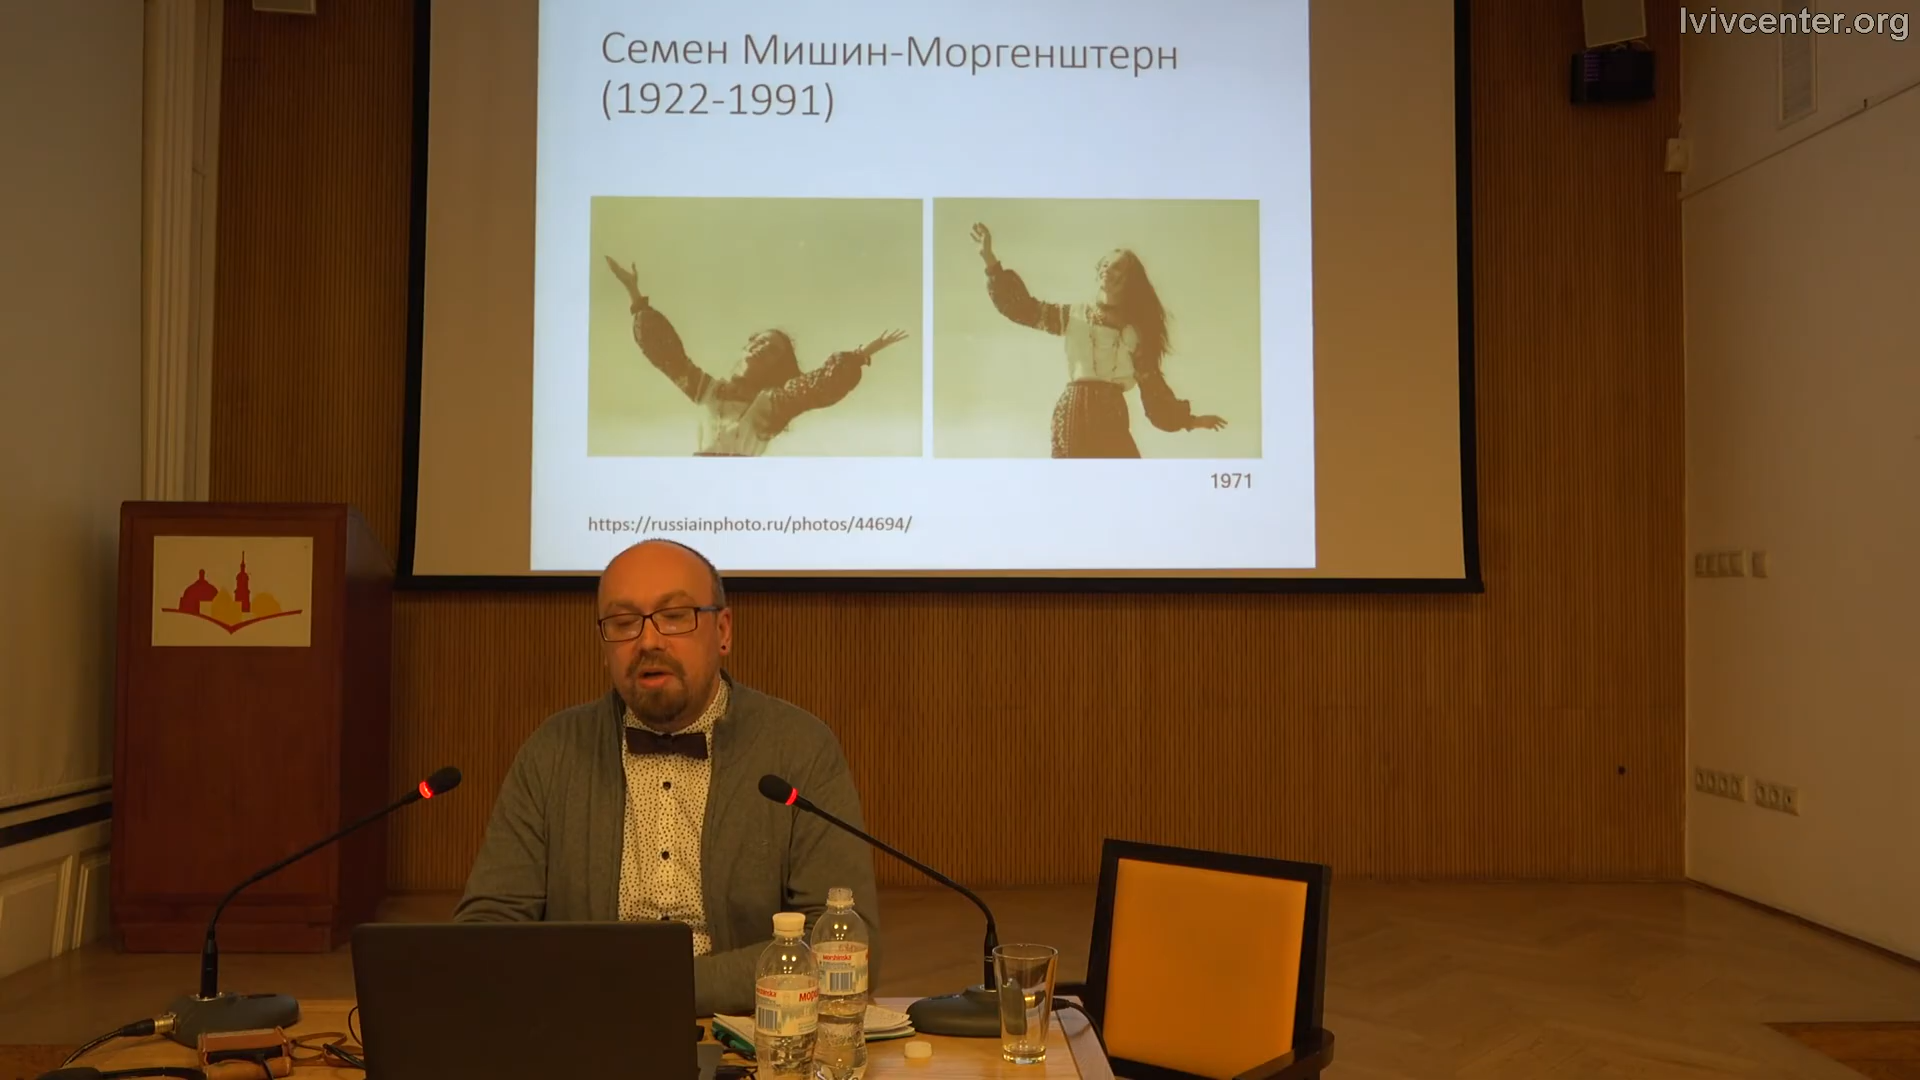 lvivcenter.org
Семен Мишин-Моргенштерн
(1922-1991)
1971
https://russiainphoto.ru/photos/44694/